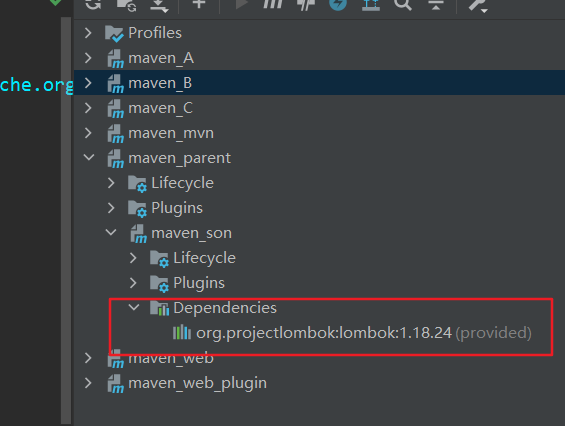 Profiles
maven_A
maven_B
che.org
maven_C
maven_mvn
maven_parent
Lifecycle
Plugins
maven_son
Lifecycle
Plugins
Dependencies
org.projectlombok:lombok:1.18.24 (provided)
maven_web
maven_web_plugin